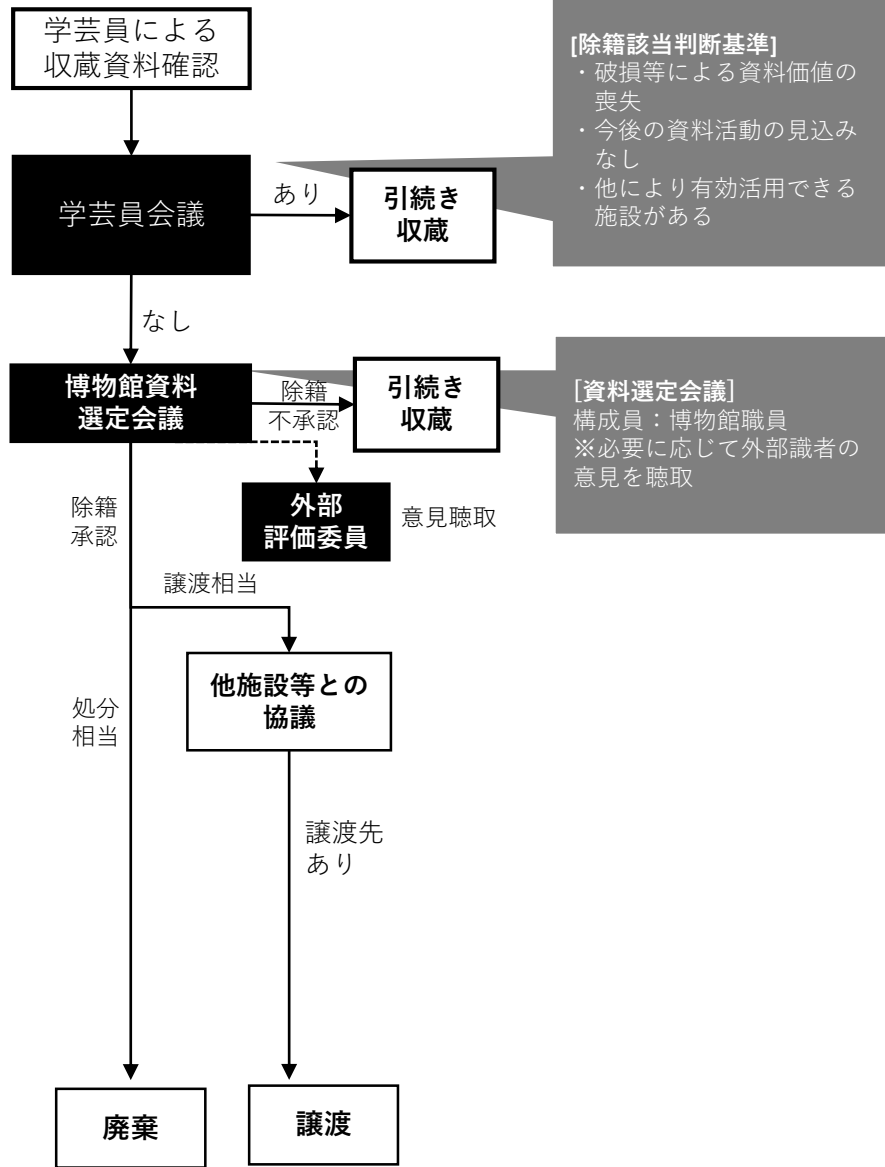 学芸員による
収蔵資料確認
[除籍該当判断基準]
・破損等による資料価値の
喪失
・今後の資料活動の見込み
なし
・他により有効活用できる
施設がある
学芸員会議
あり
引続き
収蔵
なし
博物館資料
選定会議
除籍
不承認
引続き
収蔵
[資料選定会議]
構成員：博物館職員
※必要に応じて外部識者の
意見を聴取
外部
評価委員
意見聴取
除籍
承認
譲渡相当
他施設等との
協議
処分
相当
譲渡先
あり
廃棄
譲渡